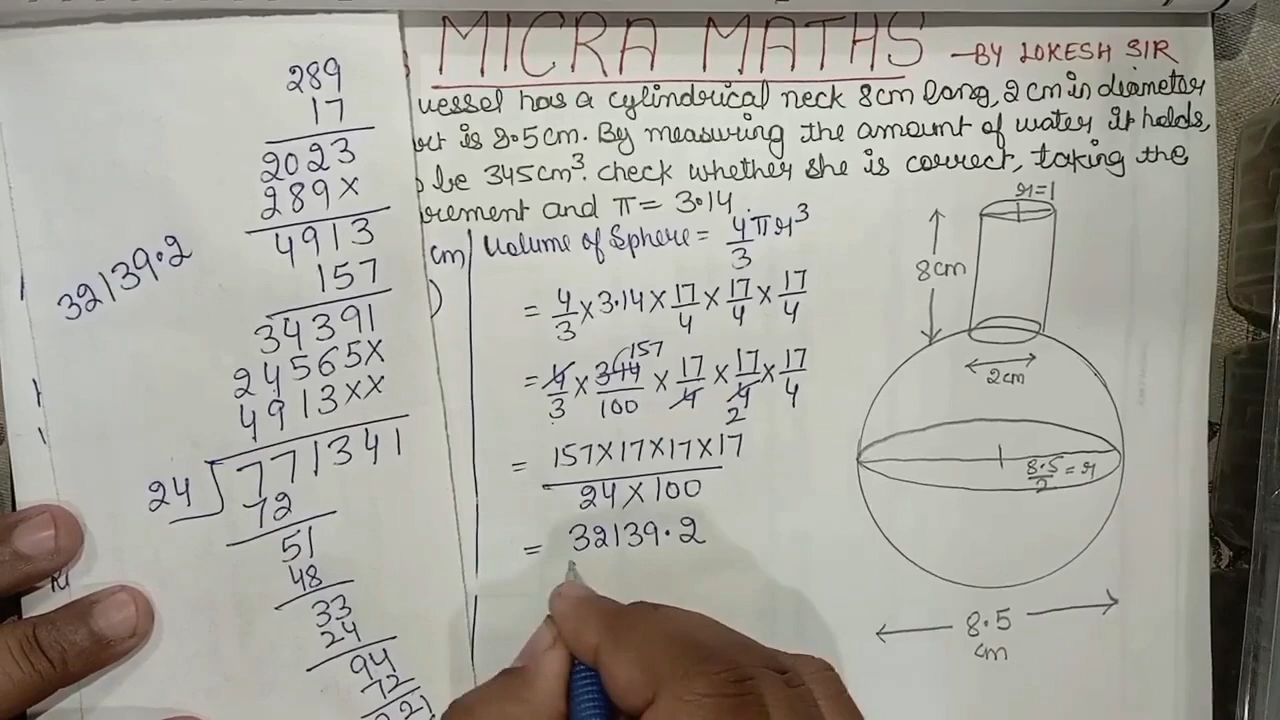 MICRA MATHS -BY LOKESH SIR
vessel has a cylindrical neck 8cm long, 2cm in diameter
is 8.5cm. By measuring the amount of water it holds,
be 345cm³. check whether she is correct, taking the
rement and π = 3.14.
cm) Volume of Sphere = 4/3 πr³
= 4/3 × 3.14 × 17/4 × 17/4 × 17/4
157
= 4/3 × 314/100 × 17/4 × 17/4 × 17/4
2
= 157×17×17×17
24 × 100
= 32139.2
289
17
2023
289×
4913
157
34391
24565×
4913××
24 771341
72
51
48
33
24
94
72
32139.2
r=1
8cm
2cm
8.5/2 = r
8.5
cm